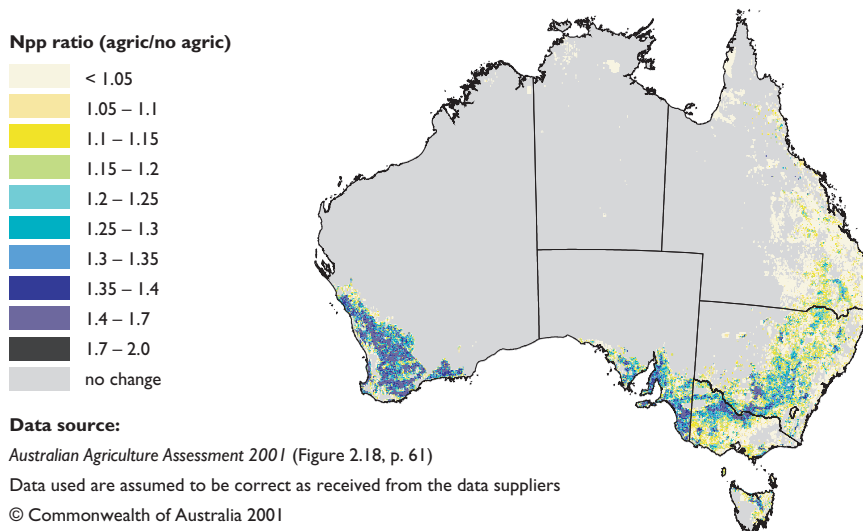 Npp ratio (agric/no agric)
< 1.05
1.05 – 1.1
1.1 – 1.15
1.15 – 1.2
1.2 – 1.25
1.25 – 1.3
1.3 – 1.35
1.35 – 1.4
1.4 – 1.7
1.7 – 2.0
no change
Data source:
Australian Agriculture Assessment 2001 (Figure 2.18, p. 61)
Data used are assumed to be correct as received from the data suppliers
© Commonwealth of Australia 2001